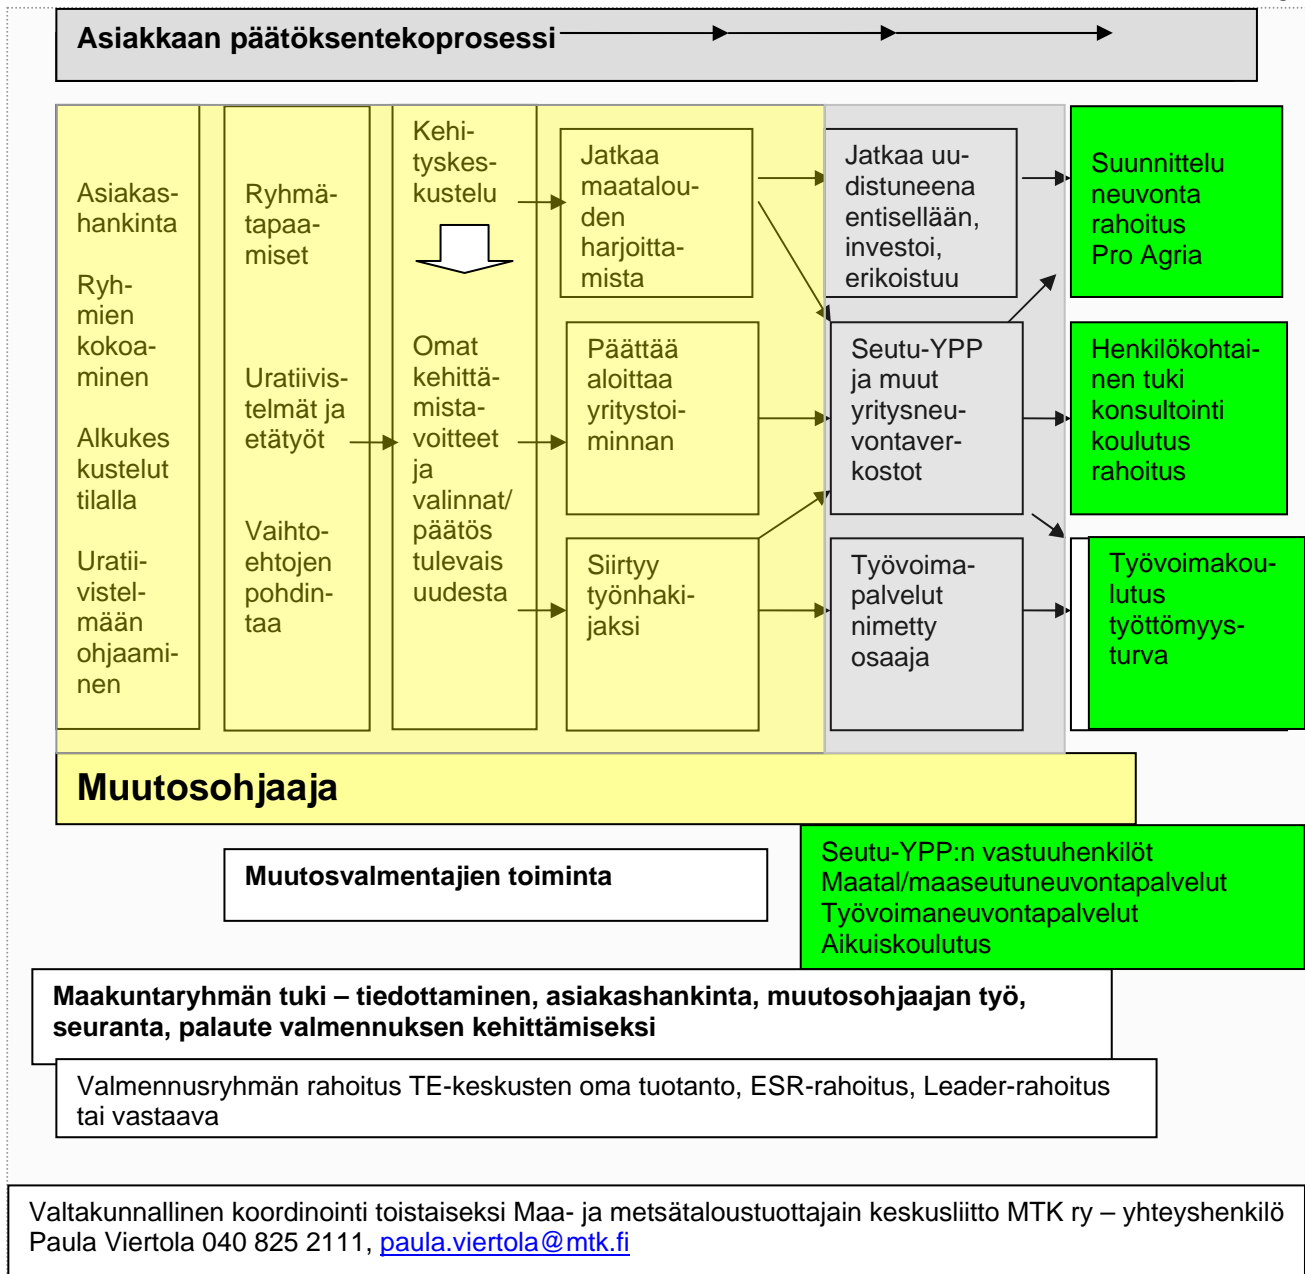 Asiakkaan päätöksentekoprosessi
Asiakas-
hankinta
Ryh-
mien
kokoa-
minen
Alkukes
kustelut
tilalla
Uratii-
vistel-
mään
ohjaami-
nen
Ryhmä-
tapaa-
miset
Uratiivis-
telmät ja
etätyöt
Vaihto-
ehtojen
pohdin-
taa
Kehi-
tyskes-
kustelu
Omat
kehittä-
mista-
voitteet
ja
valinnat/
päätös
tulevais
uudesta
Jatkaa
maatalou-
den
harjoitta-
mista
Päättää
aloittaa
yritystoi-
minnan
Siirtyy
työnhaki-
jaksi
Jatkaa uu-
distuneena
entisellään,
investoi,
erikoistuu
Seutu-YPP
ja muut
yritysneu-
vontaver-
kostot
Työvoima-
palvelut
nimetty
osaaja
Suunnittelu
neuvonta
rahoitus
Pro Agria
Henkilökohtai-
nen tuki
konsultointi
koulutus
rahoitus
Työvoimakou-
lutus
työttömyys-
turva
Muutosohjaaja
Muutosvalmentajien toiminta
Seutu-YPP:n vastuuhenkilöt
Maatal/maaseutuneuvontapalvelut
Työvoimaneuvontapalvelut
Aikuiskoulutus
Maakuntaryhmän tuki – tiedottaminen, asiakashankinta, muutosohjaajan työ,
seuranta, palaute valmennuksen kehittämiseksi
Valmennusryhmän rahoitus TE-keskusten oma tuotanto, ESR-rahoitus, Leader-rahoitus
tai vastaava
Valtakunnallinen koordinointi toistaiseksi Maa- ja metsätaloustuottajain keskusliitto MTK ry – yhteyshenkilö
Paula Viertola 040 825 2111, paula.viertola@mtk.fi